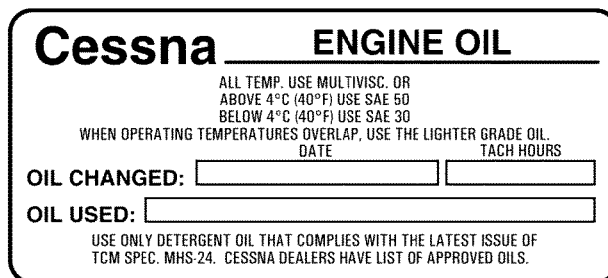 Cessna ENGINE OIL
ALL TEMP. USE MULTIVISC. OR
ABOVE 4°C (40°F) USE SAE 50
BELOW 4°C (40°F) USE SAE 30
WHEN OPERATING TEMPERATURES OVERLAP, USE THE LIGHTER GRADE OIL.
DATE TACH HOURS
OIL CHANGED:
OIL USED:
USE ONLY DETERGENT OIL THAT COMPLIES WITH THE LATEST ISSUE OF
TCM SPEC. MHS-24. CESSNA DEALERS HAVE LIST OF APPROVED OILS.